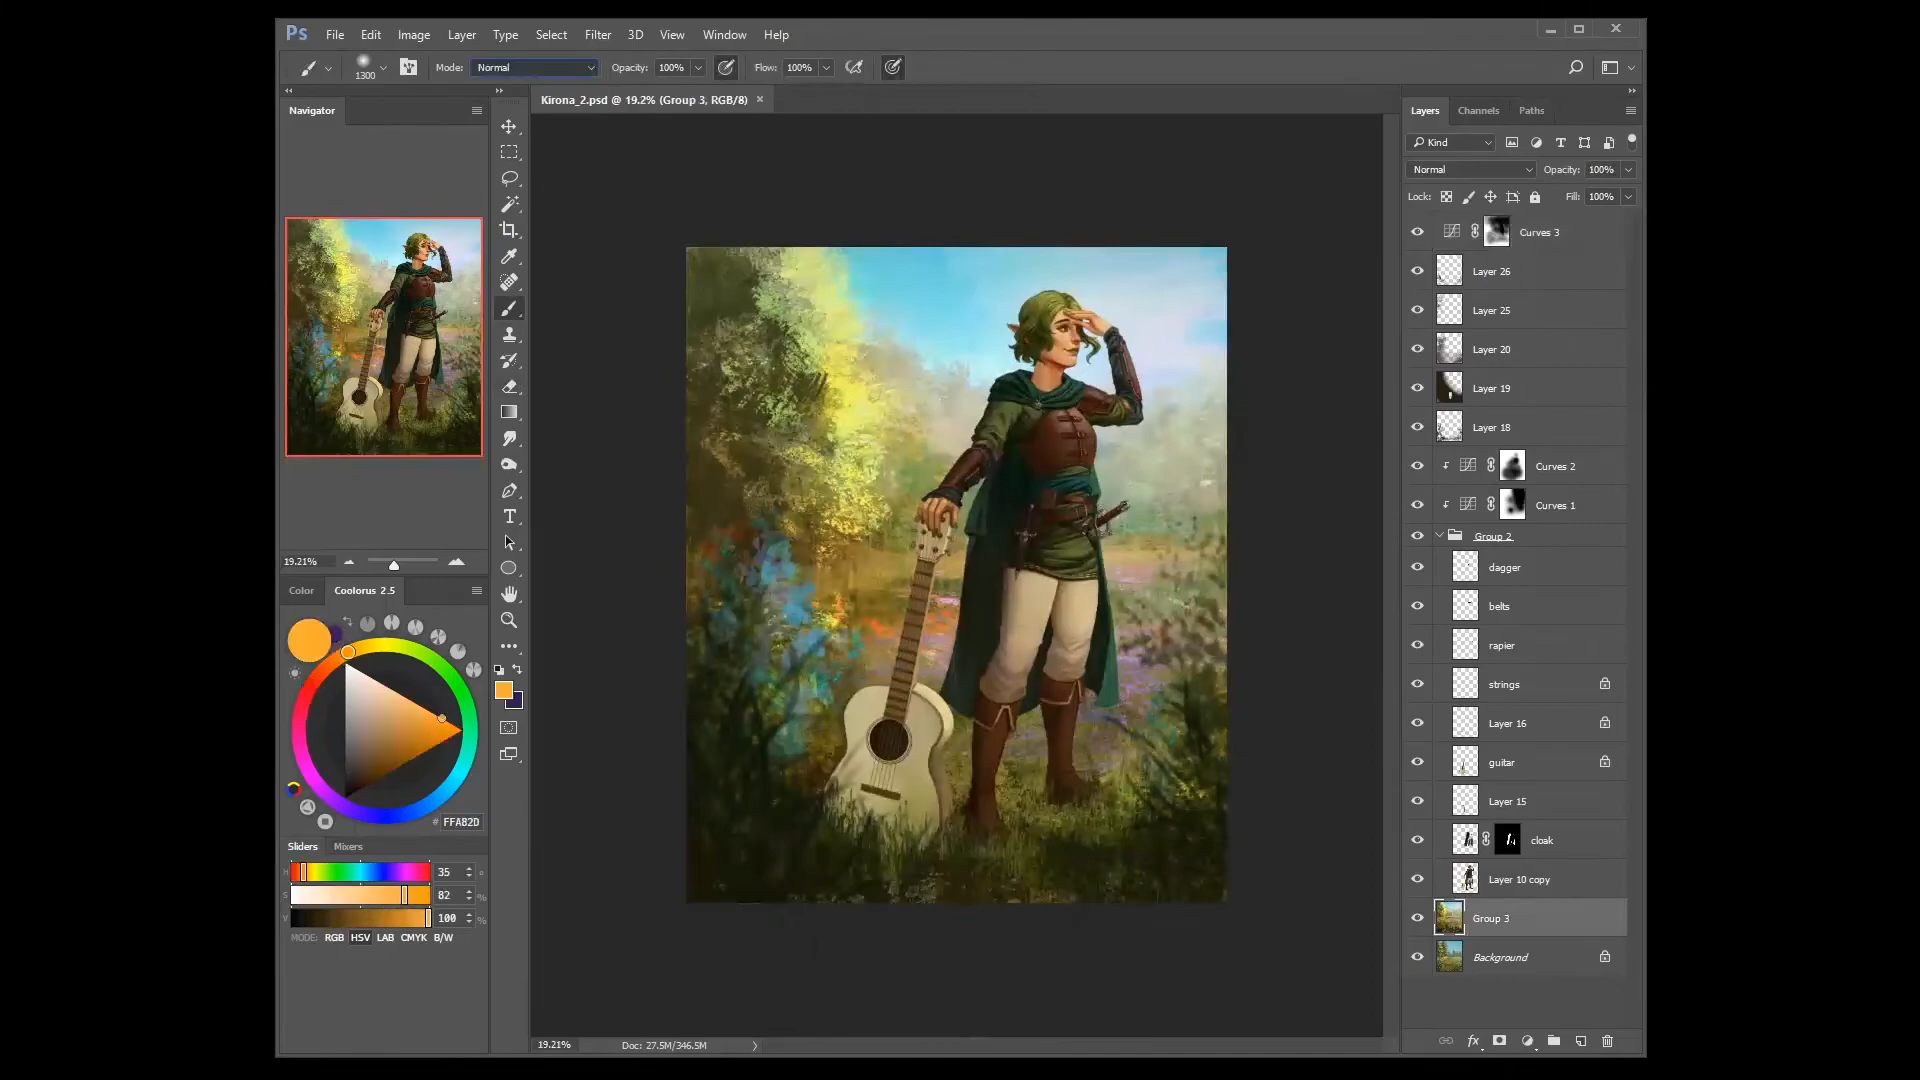 Ps File Edit Image Layer Type Select Filter 3D View Window Help
1300 Mode: Normal Opacity: 100% Flow: 100%
Navigator
Kirona_2.psd @ 19.2% (Group 3, RGB/8)
19.21%
Color Coolorus 2.5
# FFA82D
Sliders Mixers
H 35 °
S 82 %
V 100 %
MODE: RGB HSV LAB CMYK B/W
19.21% Doc: 27.5M/346.5M
Layers Channels Paths
Kind
Normal Opacity: 100%
Lock: Fill: 100%
Curves 3
Layer 26
Layer 25
Layer 20
Layer 19
Layer 18
Curves 2
Curves 1
Group 2
dagger
belts
rapier
strings
Layer 16
guitar
Layer 15
cloak
Layer 10 copy
Group 3
Background
fx